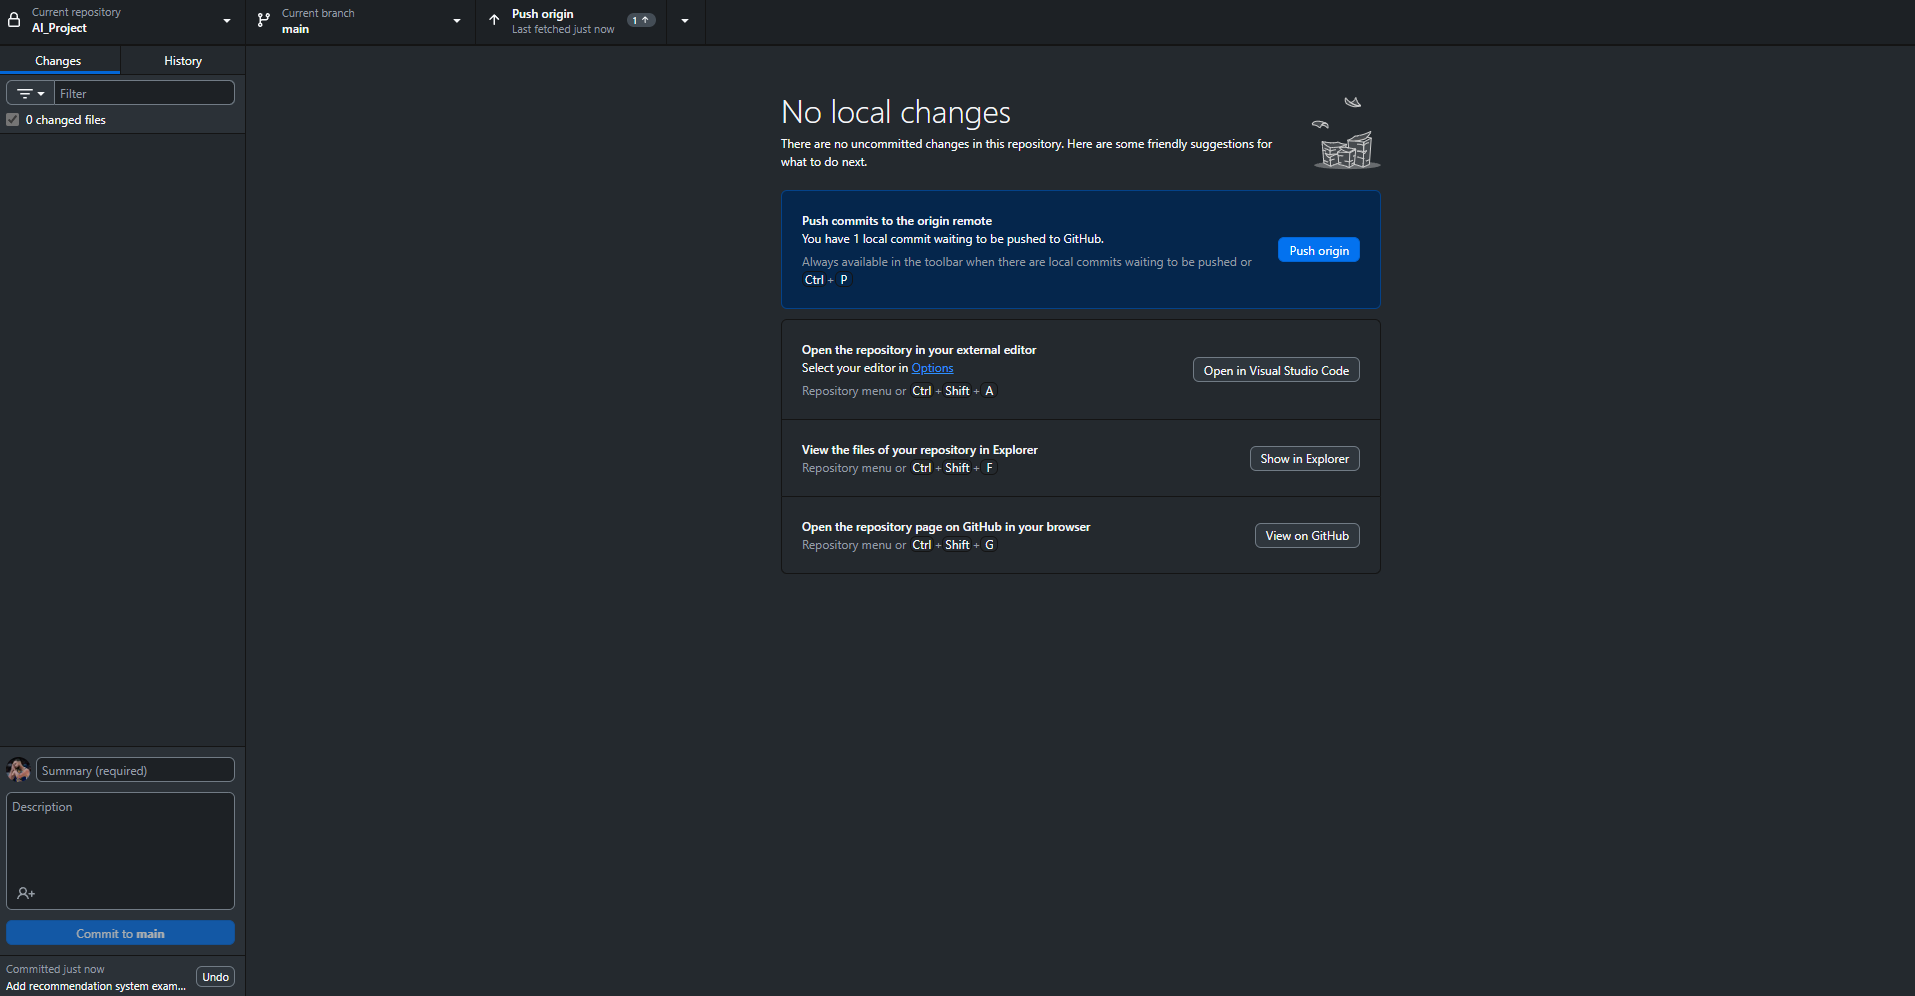 Current repository
AI_Project
Current branch
main
Push origin
Last fetched just now
1
Changes
History
Filter
0 changed files
No local changes
There are no uncommitted changes in this repository. Here are some friendly suggestions for
what to do next.
Push commits to the origin remote
You have 1 local commit waiting to be pushed to GitHub.
Always available in the toolbar when there are local commits waiting to be pushed or
Ctrl + P
Push origin
Open the repository in your external editor
Select your editor in Options
Repository menu or Ctrl + Shift + A
Open in Visual Studio Code
View the files of your repository in Explorer
Repository menu or Ctrl + Shift + F
Show in Explorer
Open the repository page on GitHub in your browser
Repository menu or Ctrl + Shift + G
View on GitHub
Summary (required)
Description
Commit to main
Committed just now
Add recommendation system exam...
Undo